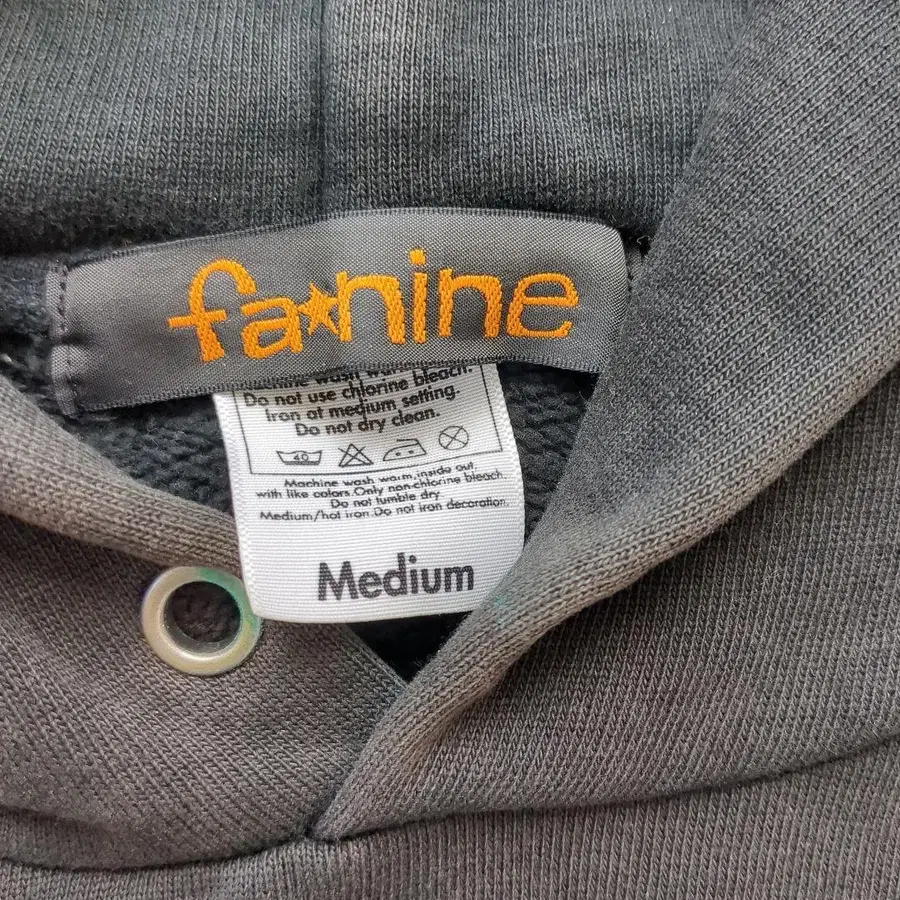 fa★nine
Do not use chlorine bleach.
Iron at medium setting.
Do not dry clean.
40
Machine wash warm, inside out,
with like colors. Only non-chlorine bleach.
Do not tumble dry
Medium/hot iron. Do not iron decoration.
Medium